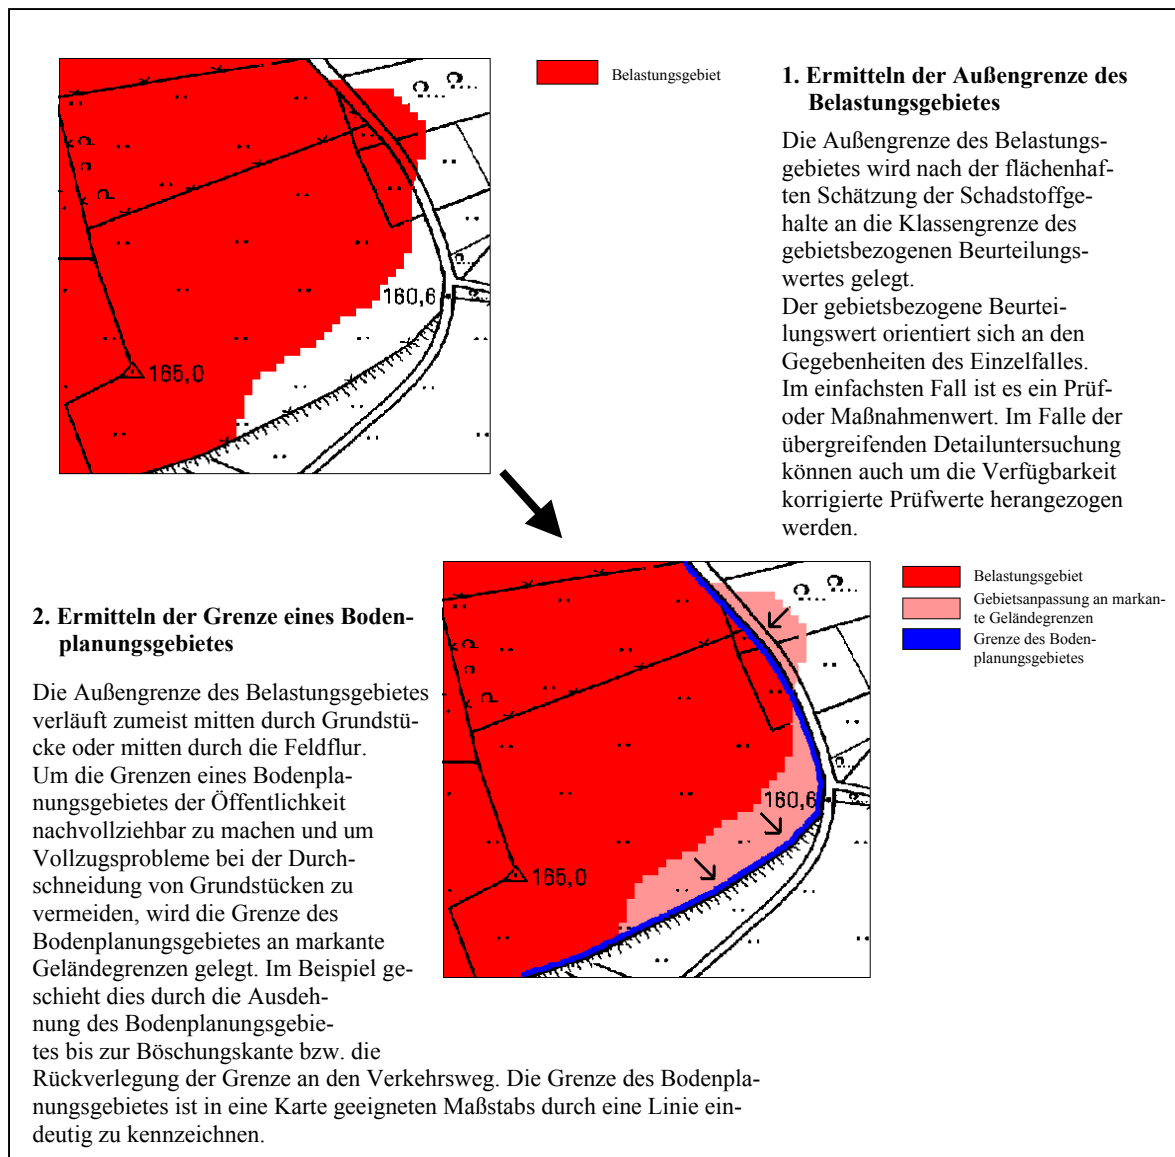 Belastungsgebiet
1. Ermitteln der Außengrenze des
Belastungsgebietes
Die Außengrenze des Belastungs-
gebietes wird nach der flächenhaf-
ten Schätzung der Schadstoffge-
halte an die Klassengrenze des
gebietsbezogenen Beurteilungs-
wertes gelegt.
Der gebietsbezogene Beurtei-
lungswert orientiert sich an den
Gegebenheiten des Einzelfalles.
Im einfachsten Fall ist es ein Prüf-
oder Maßnahmenwert. Im Falle der
übergreifenden Detailuntersuchung
können auch um die Verfügbarkeit
korrigierte Prüfwerte herangezogen
werden.
160,6
165,0
2. Ermitteln der Grenze eines Boden-
planungsgebietes
Die Außengrenze des Belastungsgebietes
verläuft zumeist mitten durch Grundstü-
cke oder mitten durch die Feldflur.
Um die Grenzen eines Bodenpla-
nungsgebietes der Öffentlichkeit
nachvollziehbar zu machen und um
Vollzugsprobleme bei der Durch-
schneidung von Grundstücken zu
vermeiden, wird die Grenze des
Bodenplanungsgebietes an markante
Geländegrenzen gelegt. Im Beispiel ge-
schieht dies durch die Ausdeh-
nung des Bodenplanungsgebie-
tes bis zur Böschungskante bzw. die
Rückverlegung der Grenze an den Verkehrsweg. Die Grenze des Bodenpla-
nungsgebietes ist in eine Karte geeigneten Maßstabs durch eine Linie ein-
deutig zu kennzeichnen.
160,6
165,0
Belastungsgebiet
Gebietsanpassung an markan-
te Geländegrenzen
Grenze des Boden-
planungsgebietes